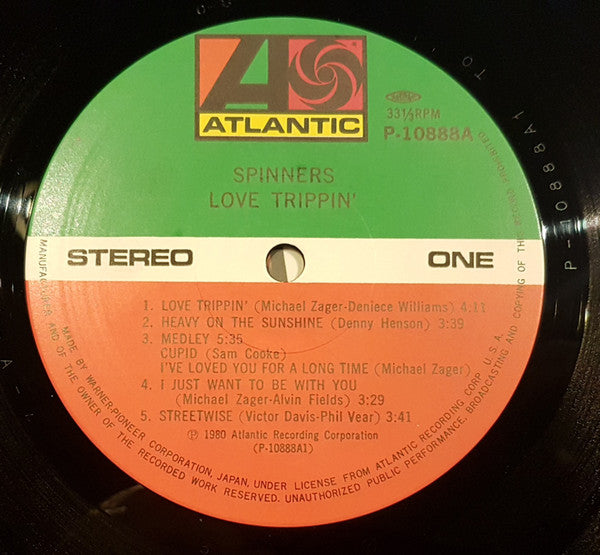 ATLANTIC
33⅓RPM
P-10888A
SPINNERS
LOVE TRIPPIN'
STEREO
ONE
1. LOVE TRIPPIN' (Michael Zager-Deniece Williams) 4:11
2. HEAVY ON THE SUNSHINE (Denny Henson) 3:39
3. MEDLEY 5:35
CUPID (Sam Cooke)
I'VE LOVED YOU FOR A LONG TIME (Michael Zager)
4. I JUST WANT TO BE WITH YOU
(Michael Zager-Alvin Fields) 3:29
5. STREETWISE (Victor Davis-Phil Vear) 3:41
Ⓟ 1980 Atlantic Recording Corporation
(P-10888A1)
MADE BY WARNER-PIONEER CORPORATION, JAPAN, UNDER LICENSE FROM ATLANTIC RECORDING CORP. U.S.A.
AND OF THE OWNER OF THE RECORDED WORK RESERVED. UNAUTHORIZED PUBLIC PERFORMANCE, BROADCASTING AND COPYING OF THE RECORD PROHIBITED
P-10888A1